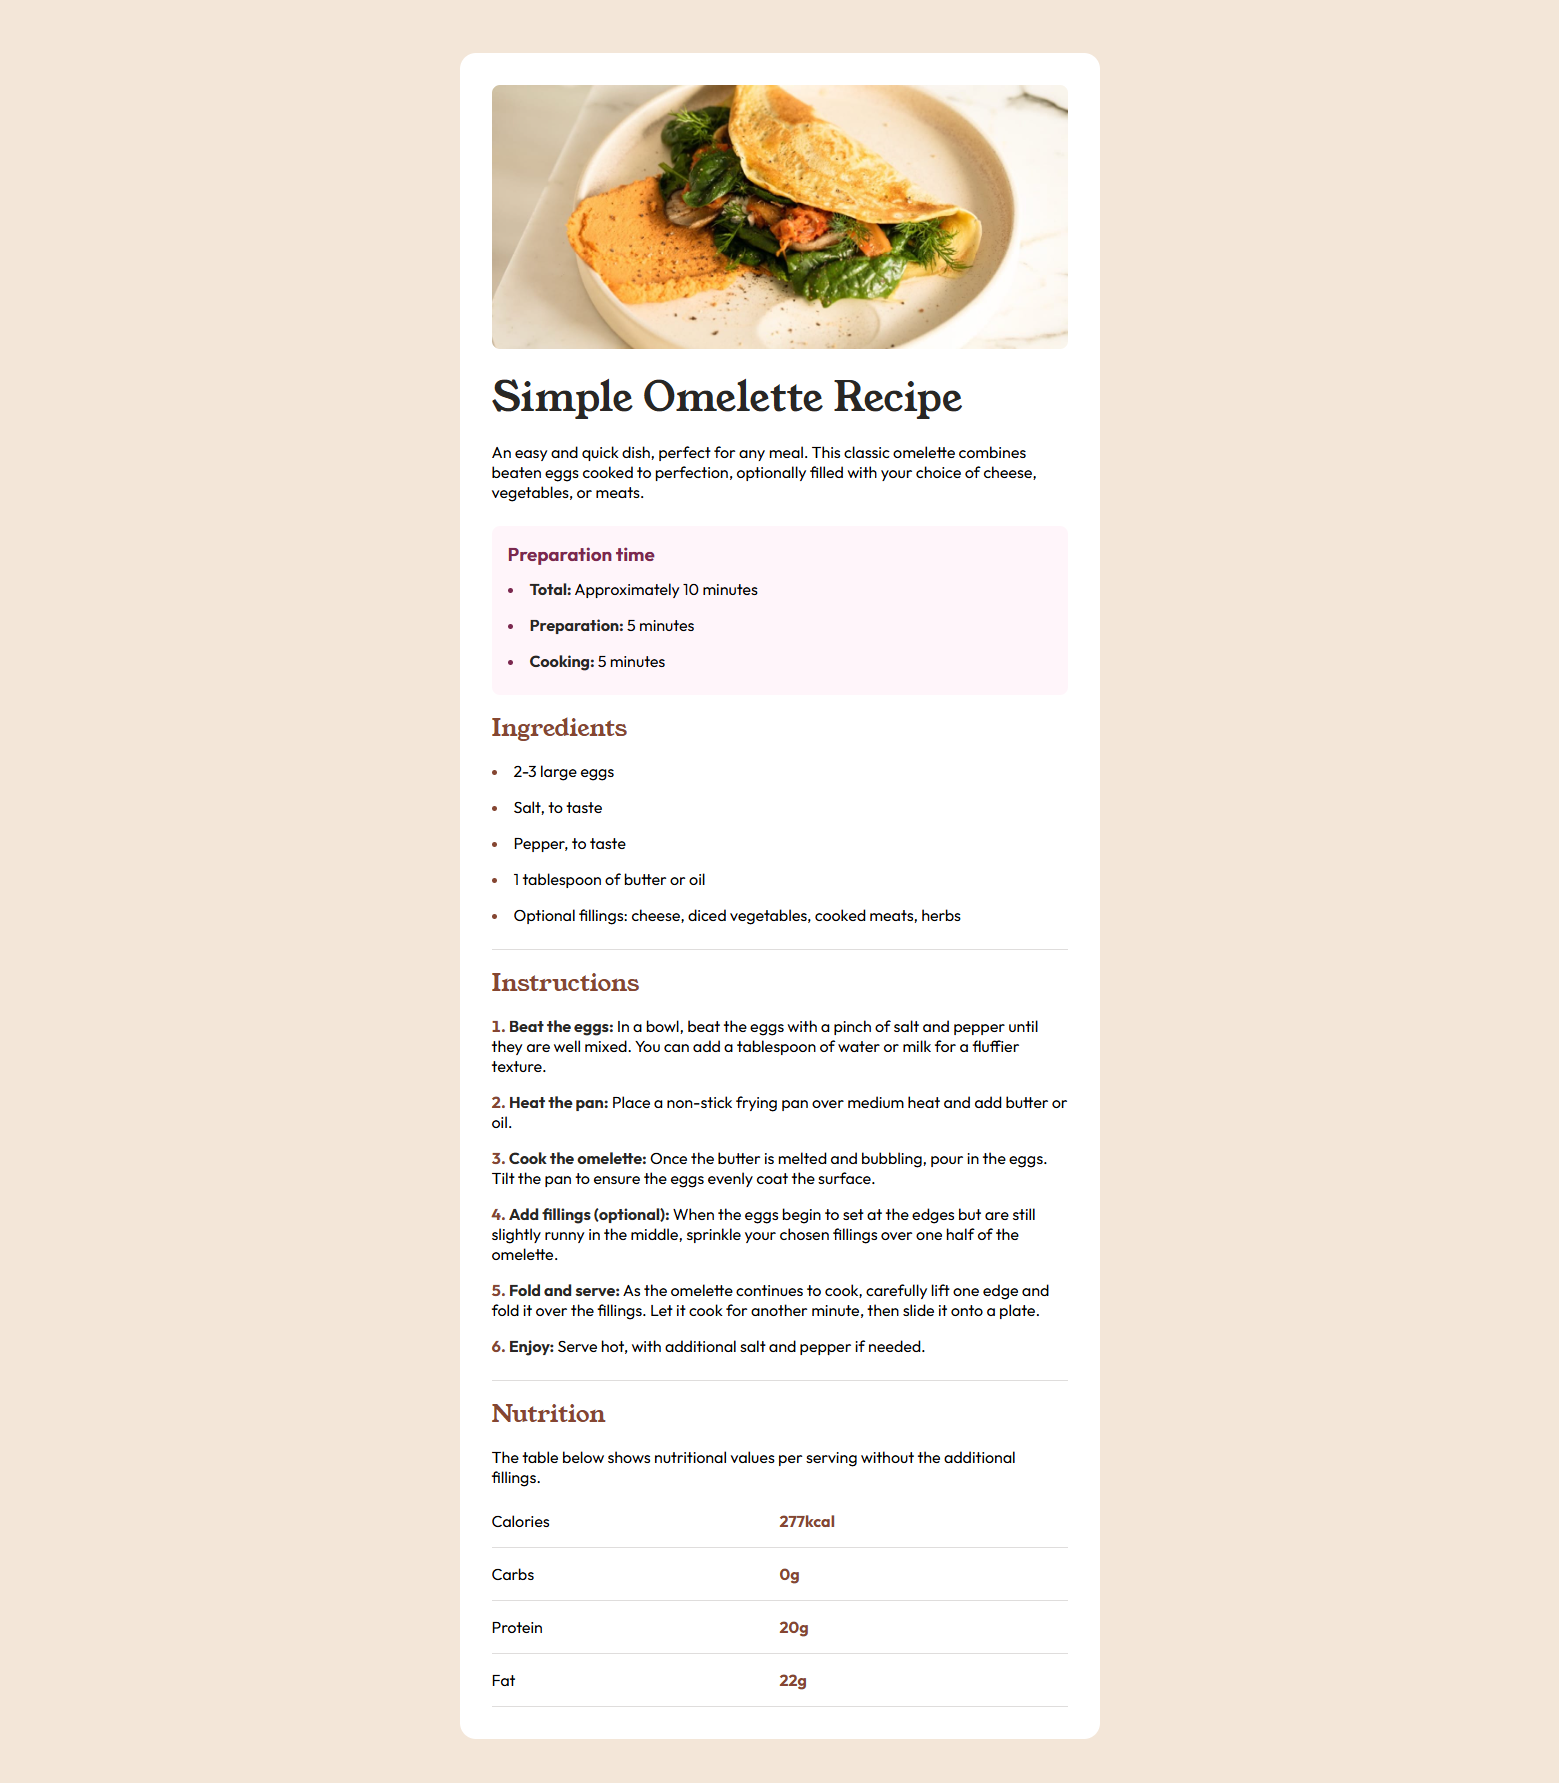 Simple Omelette Recipe
An easy and quick dish, perfect for any meal. This classic omelette combines
beaten eggs cooked to perfection, optionally filled with your choice of cheese,
vegetables, or meats.
Preparation time
• Total: Approximately 10 minutes
• Preparation: 5 minutes
• Cooking: 5 minutes
Ingredients
• 2-3 large eggs
• Salt, to taste
• Pepper, to taste
• 1 tablespoon of butter or oil
• Optional fillings: cheese, diced vegetables, cooked meats, herbs
Instructions
1. Beat the eggs: In a bowl, beat the eggs with a pinch of salt and pepper until
they are well mixed. You can add a tablespoon of water or milk for a fluffier
texture.
2. Heat the pan: Place a non-stick frying pan over medium heat and add butter or
oil.
3. Cook the omelette: Once the butter is melted and bubbling, pour in the eggs.
Tilt the pan to ensure the eggs evenly coat the surface.
4. Add fillings (optional): When the eggs begin to set at the edges but are still
slightly runny in the middle, sprinkle your chosen fillings over one half of the
omelette.
5. Fold and serve: As the omelette continues to cook, carefully lift one edge and
fold it over the fillings. Let it cook for another minute, then slide it onto a plate.
6. Enjoy: Serve hot, with additional salt and pepper if needed.
Nutrition
The table below shows nutritional values per serving without the additional
fillings.
Calories 277kcal
Carbs 0g
Protein 20g
Fat 22g